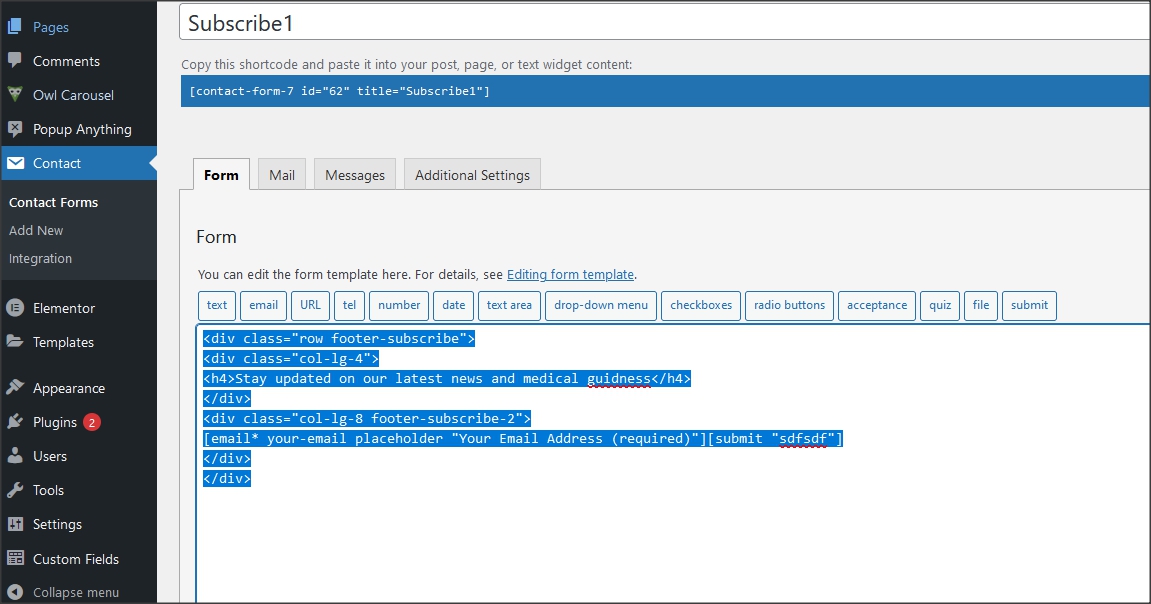 Pages
Comments
Owl Carousel
Popup Anything
Contact
Contact Forms
Add New
Integration
Elementor
Templates
Appearance
Plugins 2
Users
Tools
Settings
Custom Fields
Collapse menu
Subscribe1
Copy this shortcode and paste it into your post, page, or text widget content:
[contact-form-7 id="62" title="Subscribe1"]
Form Mail Messages Additional Settings
Form
You can edit the form template here. For details, see Editing form template.
text email URL tel number date text area drop-down menu checkboxes radio buttons acceptance quiz file submit
<div class="row footer-subscribe">
<div class="col-lg-4">
<h4>Stay updated on our latest news and medical guidness</h4>
</div>
<div class="col-lg-8 footer-subscribe-2">
[email* your-email placeholder "Your Email Address (required)"][submit "sdfsdf"]
</div>
</div>